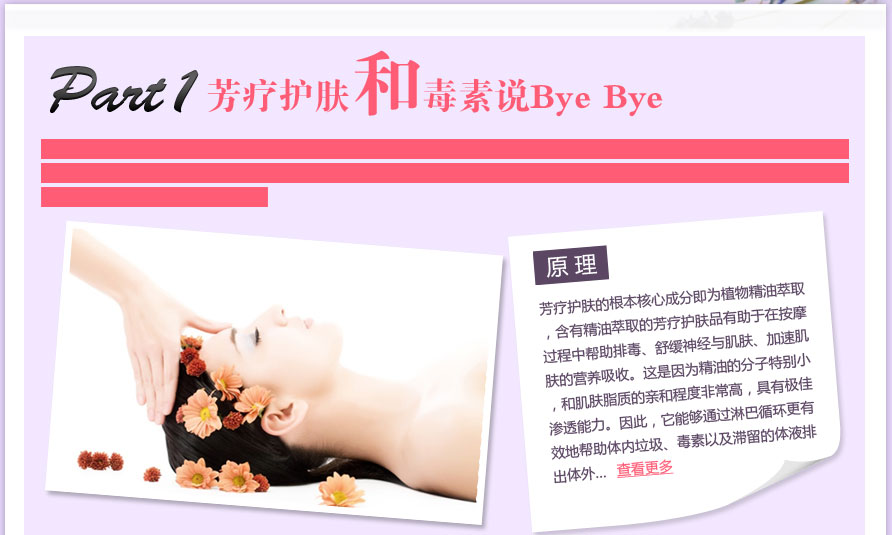 Part 1 芳疗护肤和毒素说Bye Bye
原理
芳疗护肤的根本核心成分即为植物精油萃取
，含有精油萃取的芳疗护肤品有助于在按摩
过程中帮助排毒、舒缓神经与肌肤、加速肌
肤的营养吸收。这是因为精油的分子特别小
，和肌肤脂质的亲和程度非常高，具有极佳
渗透能力。因此，它能够通过淋巴循环更有
效地帮助体内垃圾、毒素以及滞留的体液排
出体外... 查看更多